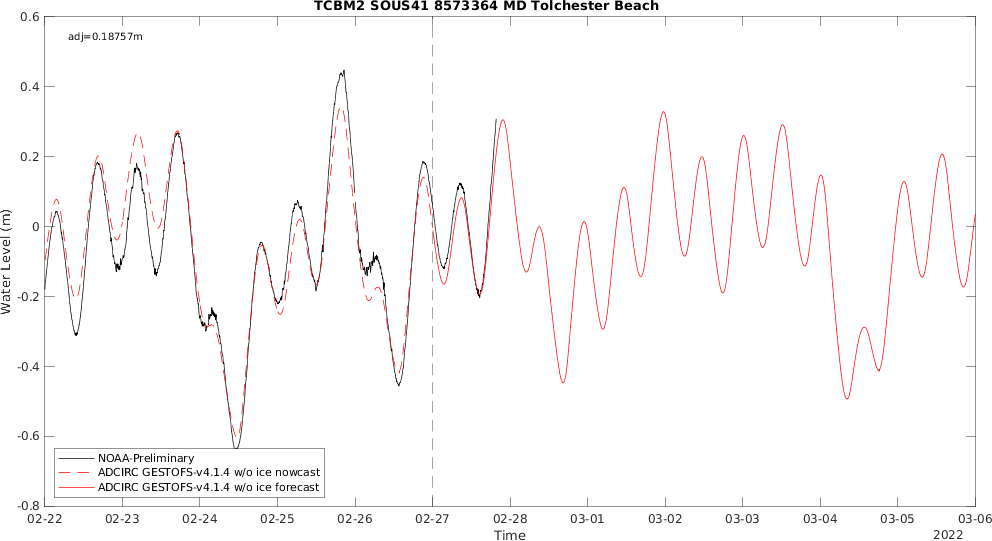 TCBM2 SOUS41 8573364 MD Tolchester Beach
adj=0.18757m
0.6
0.4
0.2
0
-0.2
-0.4
-0.6
-0.8
Water Level (m)
NOAA-Preliminary
ADCIRC GESTOFS-v4.1.4 w/o ice nowcast
ADCIRC GESTOFS-v4.1.4 w/o ice forecast
02-22 02-23 02-24 02-25 02-26 02-27 02-28 03-01 03-02 03-03 03-04 03-05 03-06
Time
2022